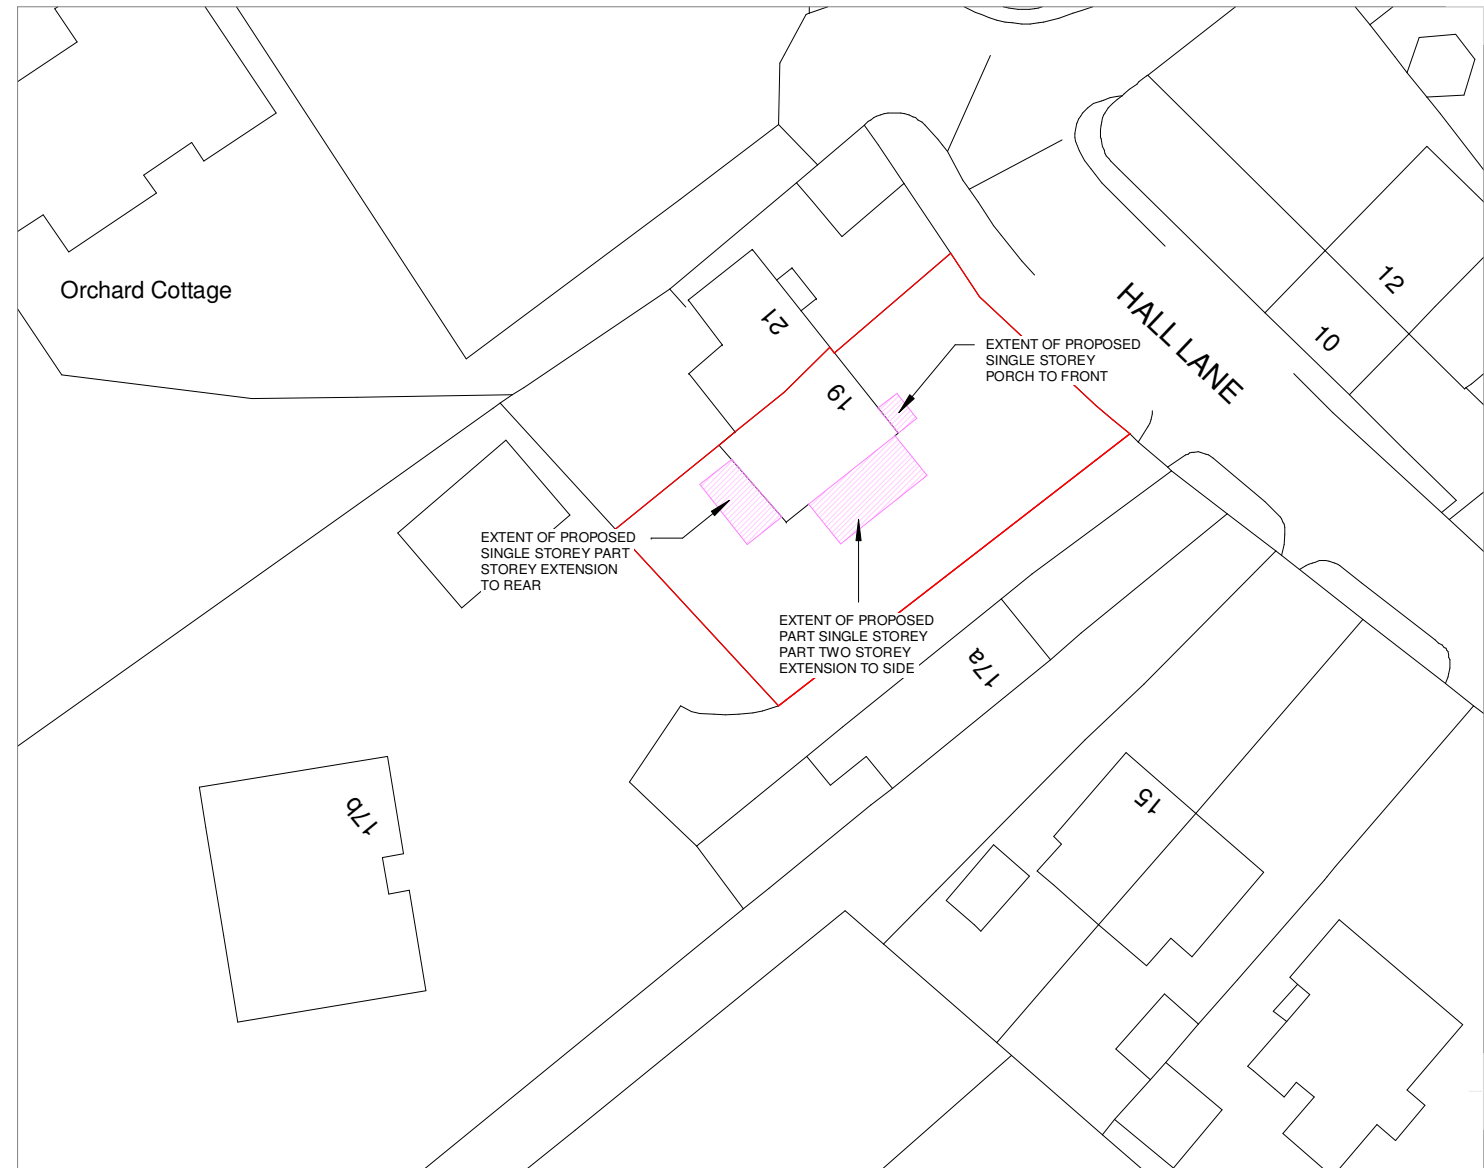 Orchard Cottage
21
19
HALL LANE
12
10
EXTENT OF PROPOSED
SINGLE STOREY
PORCH TO FRONT
EXTENT OF PROPOSED
SINGLE STOREY PART
STOREY EXTENSION
TO REAR
EXTENT OF PROPOSED
PART SINGLE STOREY
PART TWO STOREY
EXTENSION TO SIDE
17a
17b
15